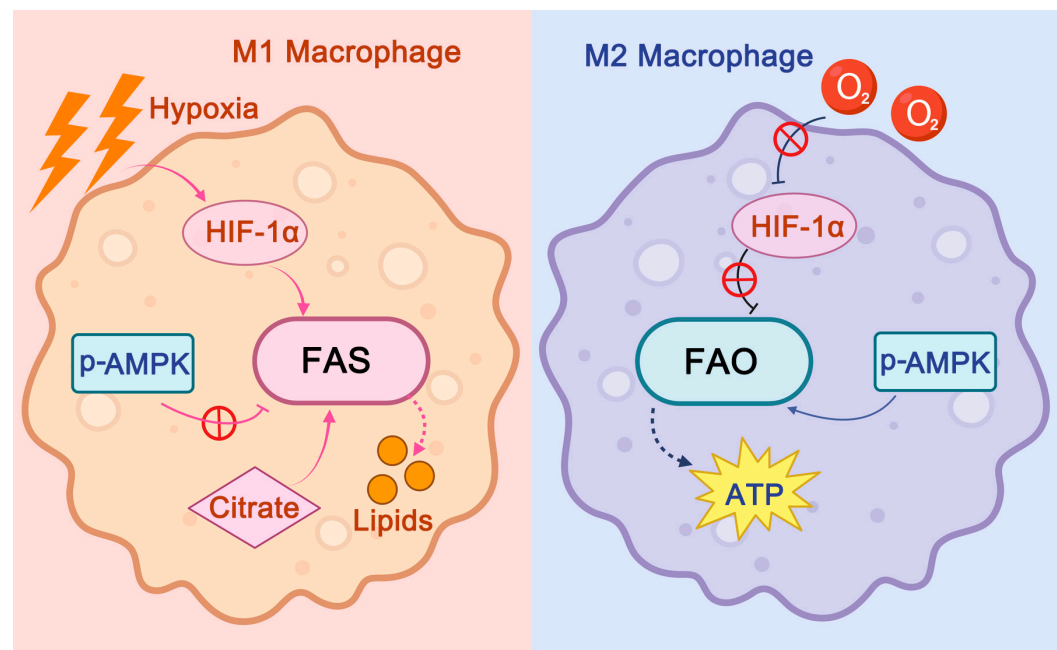 M1 Macrophage
Hypoxia
HIF-1α
p-AMPK
FAS
Citrate
Lipids
M2 Macrophage
O₂
O₂
HIF-1α
FAO
p-AMPK
ATP